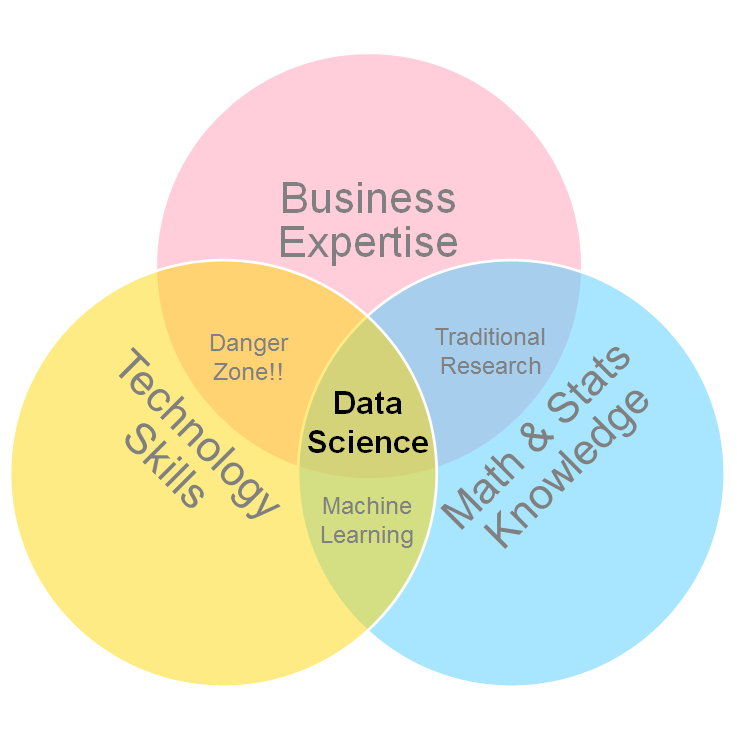 Business
Expertise
Danger
Zone!!
Traditional
Research
Technology
Skills
Data
Science
Math & Stats
Knowledge
Machine
Learning